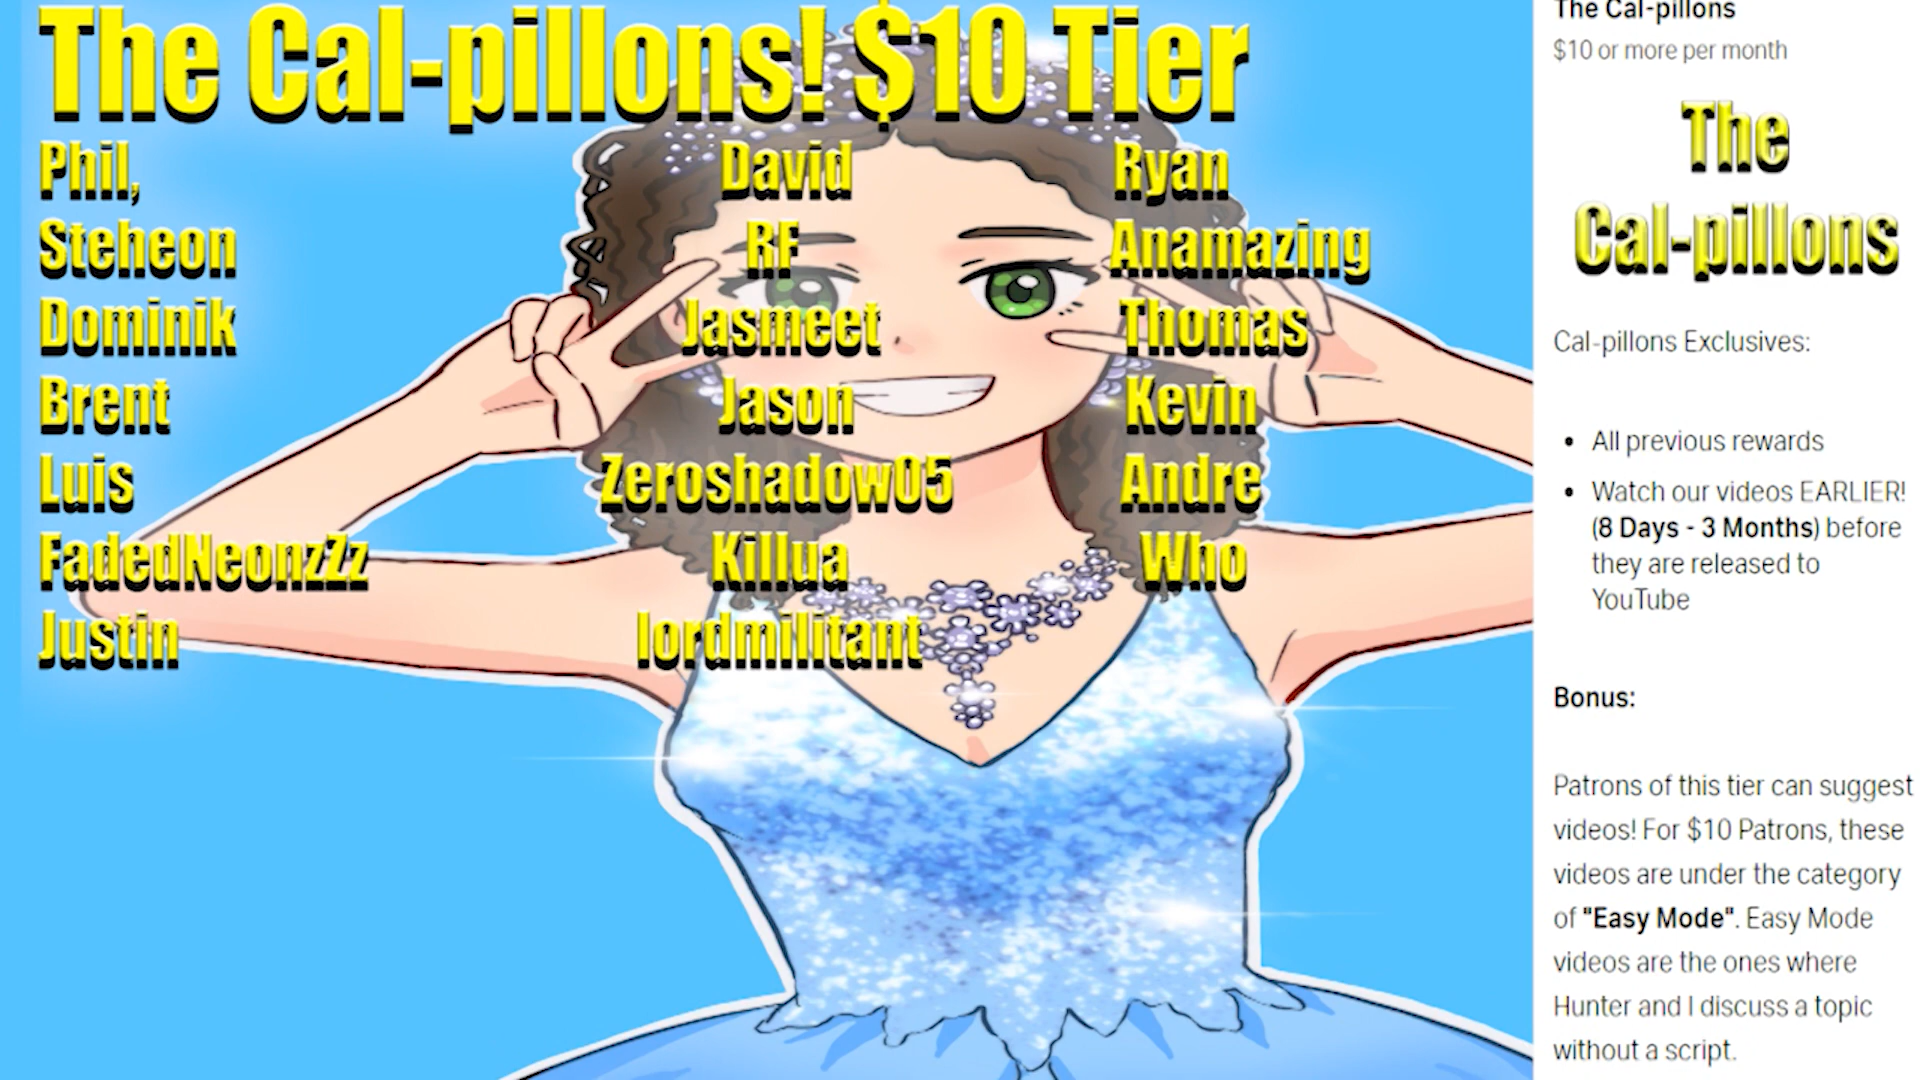 The Cal-pillons! $10 Tier
Phil,
Steheon
Dominik
Brent
Luis
FadedNeonzZz
Justin
David
RF
Jasmeet
Jason
Zeroshadow05
Killua
lordmilitant
Ryan
Anamazing
Thomas
Kevin
Andre
Who
The Cal-pillons
$10 or more per month
The
Cal-pillons
Cal-pillons Exclusives:
• All previous rewards
• Watch our videos EARLIER!
(8 Days - 3 Months) before
they are released to
YouTube
Bonus:
Patrons of this tier can suggest
videos! For $10 Patrons, these
videos are under the category
of "Easy Mode". Easy Mode
videos are the ones where
Hunter and I discuss a topic
without a script.